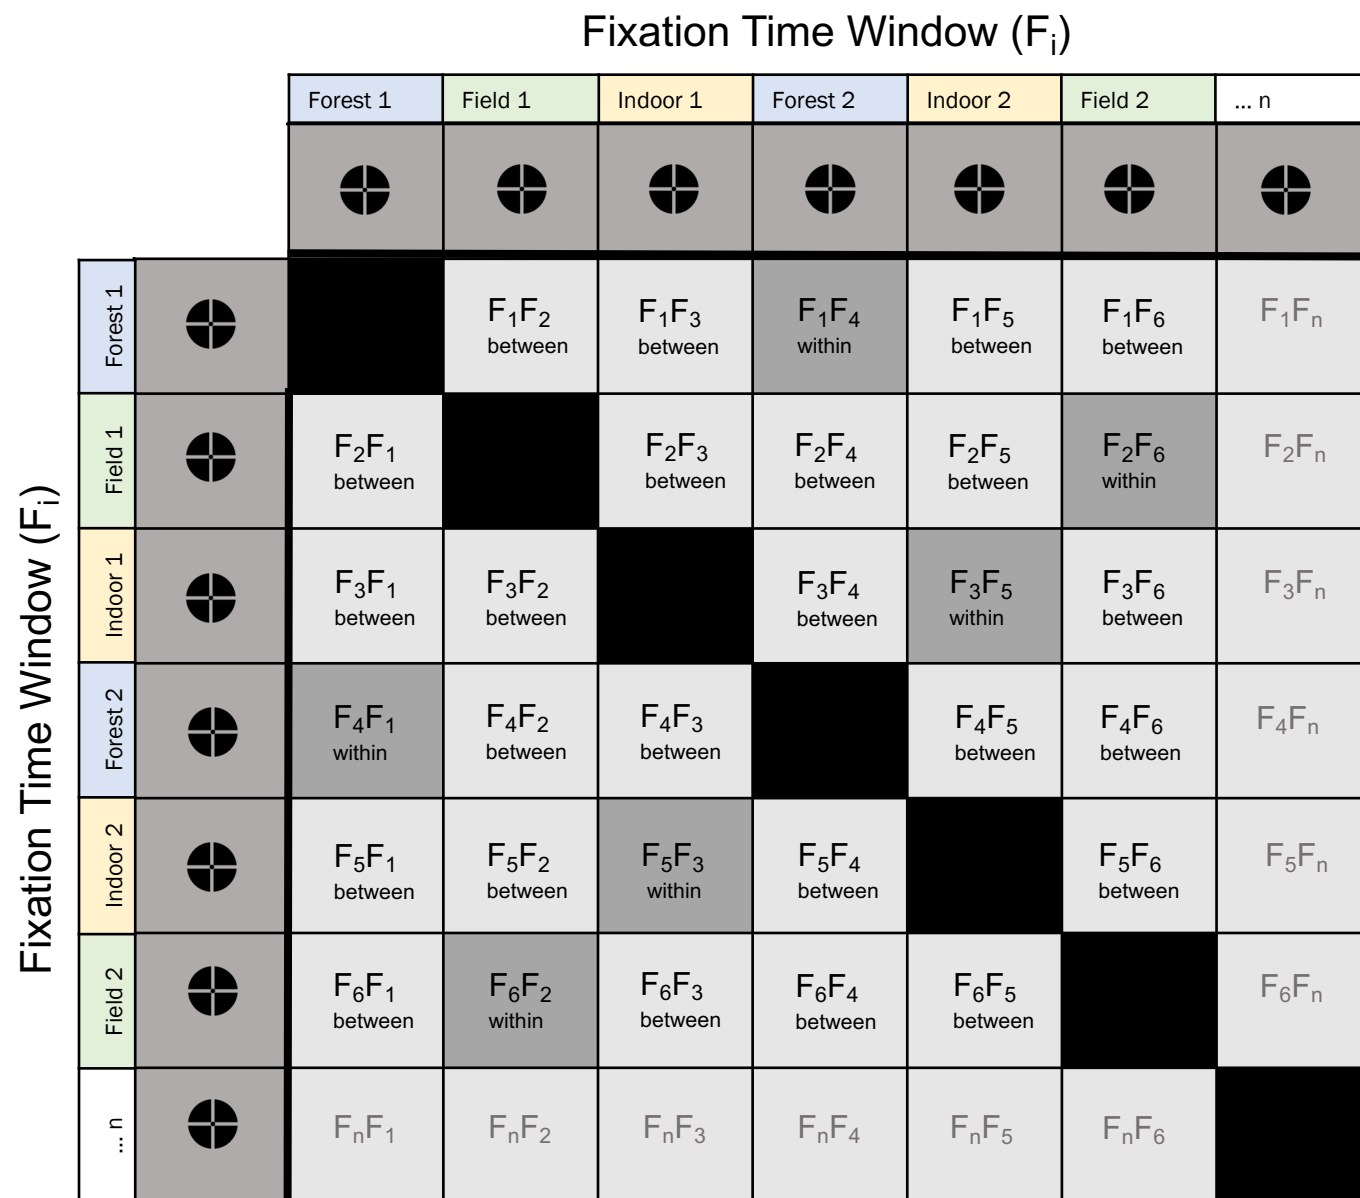 Fixation Time Window (Fᵢ)
Forest 1 Field 1 Indoor 1 Forest 2 Indoor 2 Field 2 ... n
Fixation Time Window (Fᵢ)
Forest 1
F₁F₂ F₁F₃ F₁F₄ F₁F₅ F₁F₆ F₁Fₙ
between between within between between
Field 1
F₂F₁ F₂F₃ F₂F₄ F₂F₅ F₂F₆ F₂Fₙ
between between between between within
Indoor 1
F₃F₁ F₃F₂ F₃F₄ F₃F₅ F₃F₆ F₃Fₙ
between between between within between
Forest 2
F₄F₁ F₄F₂ F₄F₃ F₄F₅ F₄F₆ F₄Fₙ
within between between between between
Indoor 2
F₅F₁ F₅F₂ F₅F₃ F₅F₄ F₅F₆ F₅Fₙ
between between within between between
Field 2
F₆F₁ F₆F₂ F₆F₃ F₆F₄ F₆F₅ F₆Fₙ
between within between between between
... n
FₙF₁ FₙF₂ FₙF₃ FₙF₄ FₙF₅ FₙF₆